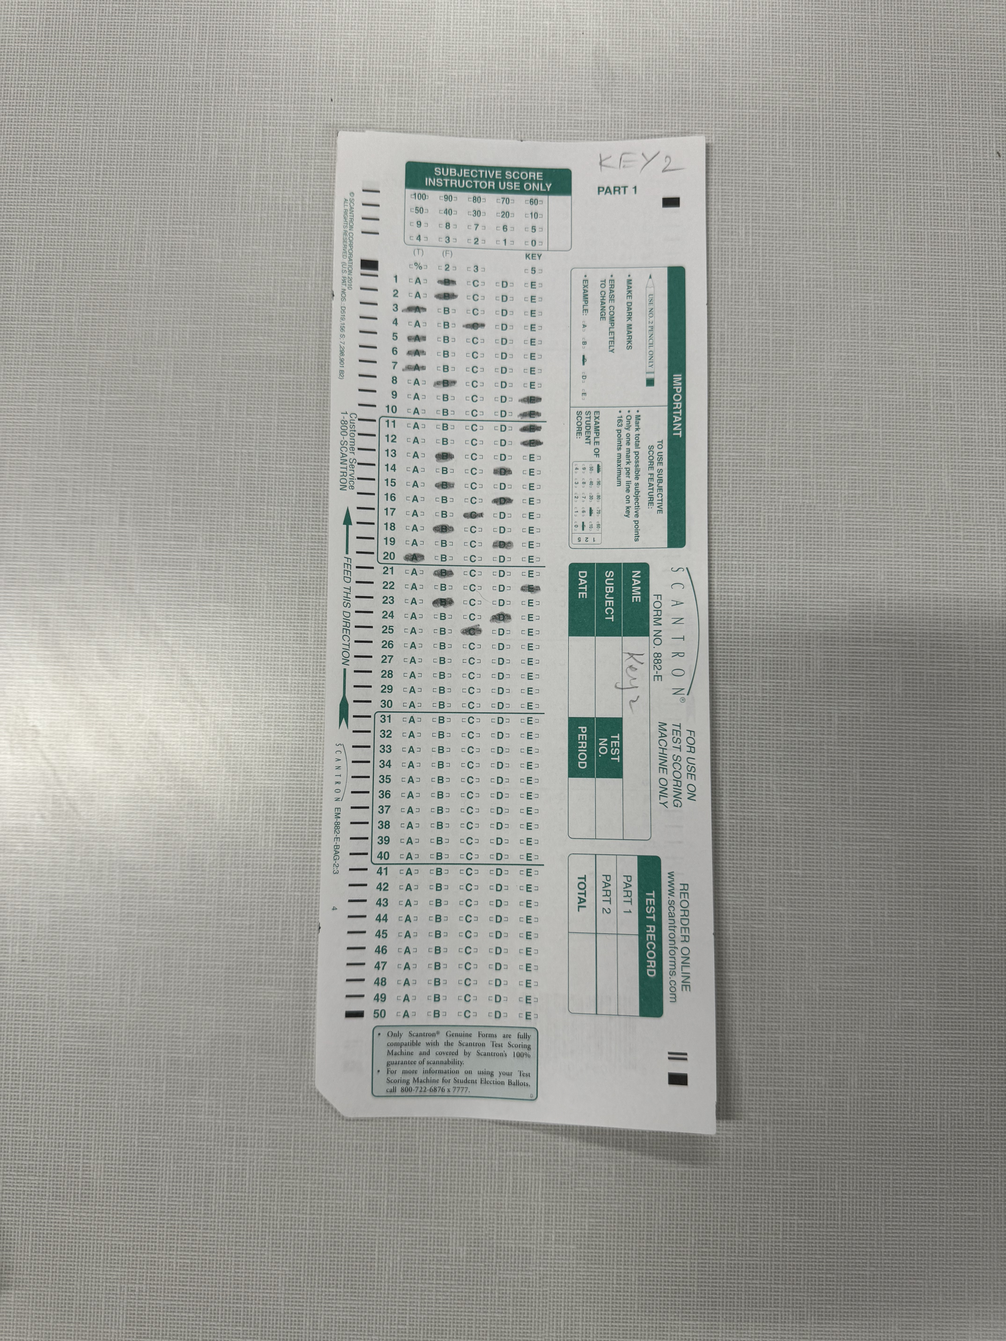 KEY 2
PART 1
SUBJECTIVE SCORE
INSTRUCTOR USE ONLY
100 90 80 70 60
50 40 30 20 10
9 8 7 6 5
4 3 2 1 0
(T) (F) KEY
% 2 3 5
1 A B D E
2 A B D E
3 A B C D E
4 A B C D E
5 A B C D E
6 A B C D E
7 A B C D E
8 A B C D E
9 A B C D E
10 A B C D E
11 A B C D E
12 A B C D E
13 A B C D E
14 A B C D E
15 A B C D E
16 A B C D E
17 A B C D E
18 A B C D E
19 A B C D E
20 A B C D E
21 A B C D E
22 A B C D E
23 A B C D E
24 A B C D E
25 A B C D E
26 A B C D E
27 A B C D E
28 A B C D E
29 A B C D E
30 A B C D E
31 A B C D E
32 A B C D E
33 A B C D E
34 A B C D E
35 A B C D E
36 A B C D E
37 A B C D E
38 A B C D E
39 A B C D E
40 A B C D E
41 A B C D E
42 A B C D E
43 A B C D E
44 A B C D E
45 A B C D E
46 A B C D E
47 A B C D E
48 A B C D E
49 A B C D E
50 A B C D E
• Only Scantron® Genuine Forms are fully
compatible with the Scantron Test Scoring
Machine and covered by Scantron's 100%
guarantee of scannability.
• For more information on using your Test
Scoring Machine for Student Election Ballots,
call 800-722-6876 x 7777.
IMPORTANT
USE NO. 2 PENCIL ONLY
• MAKE DARK MARKS
• ERASE COMPLETELY
TO CHANGE
• EXAMPLE: A B D E
TO USE SUBJECTIVE
SCORE FEATURE:
• Mark total possible subjective points
• Only one mark per line on key
• 163 points maximum
EXAMPLE OF
STUDENT
SCORE:
SCANTRON®
FORM NO. 882-E
FOR USE ON
TEST SCORING
MACHINE ONLY
NAME Key 2
SUBJECT
TEST
NO.
DATE
PERIOD
REORDER ONLINE
www.scantronforms.com
TEST RECORD
PART 1
PART 2
TOTAL
© SCANTRON CORPORATION 2010
ALL RIGHTS RESERVED.
Customer Service
1-800-SCANTRON
FEED THIS DIRECTION
SCANTRON EM-882-E-BAG-2:3
4